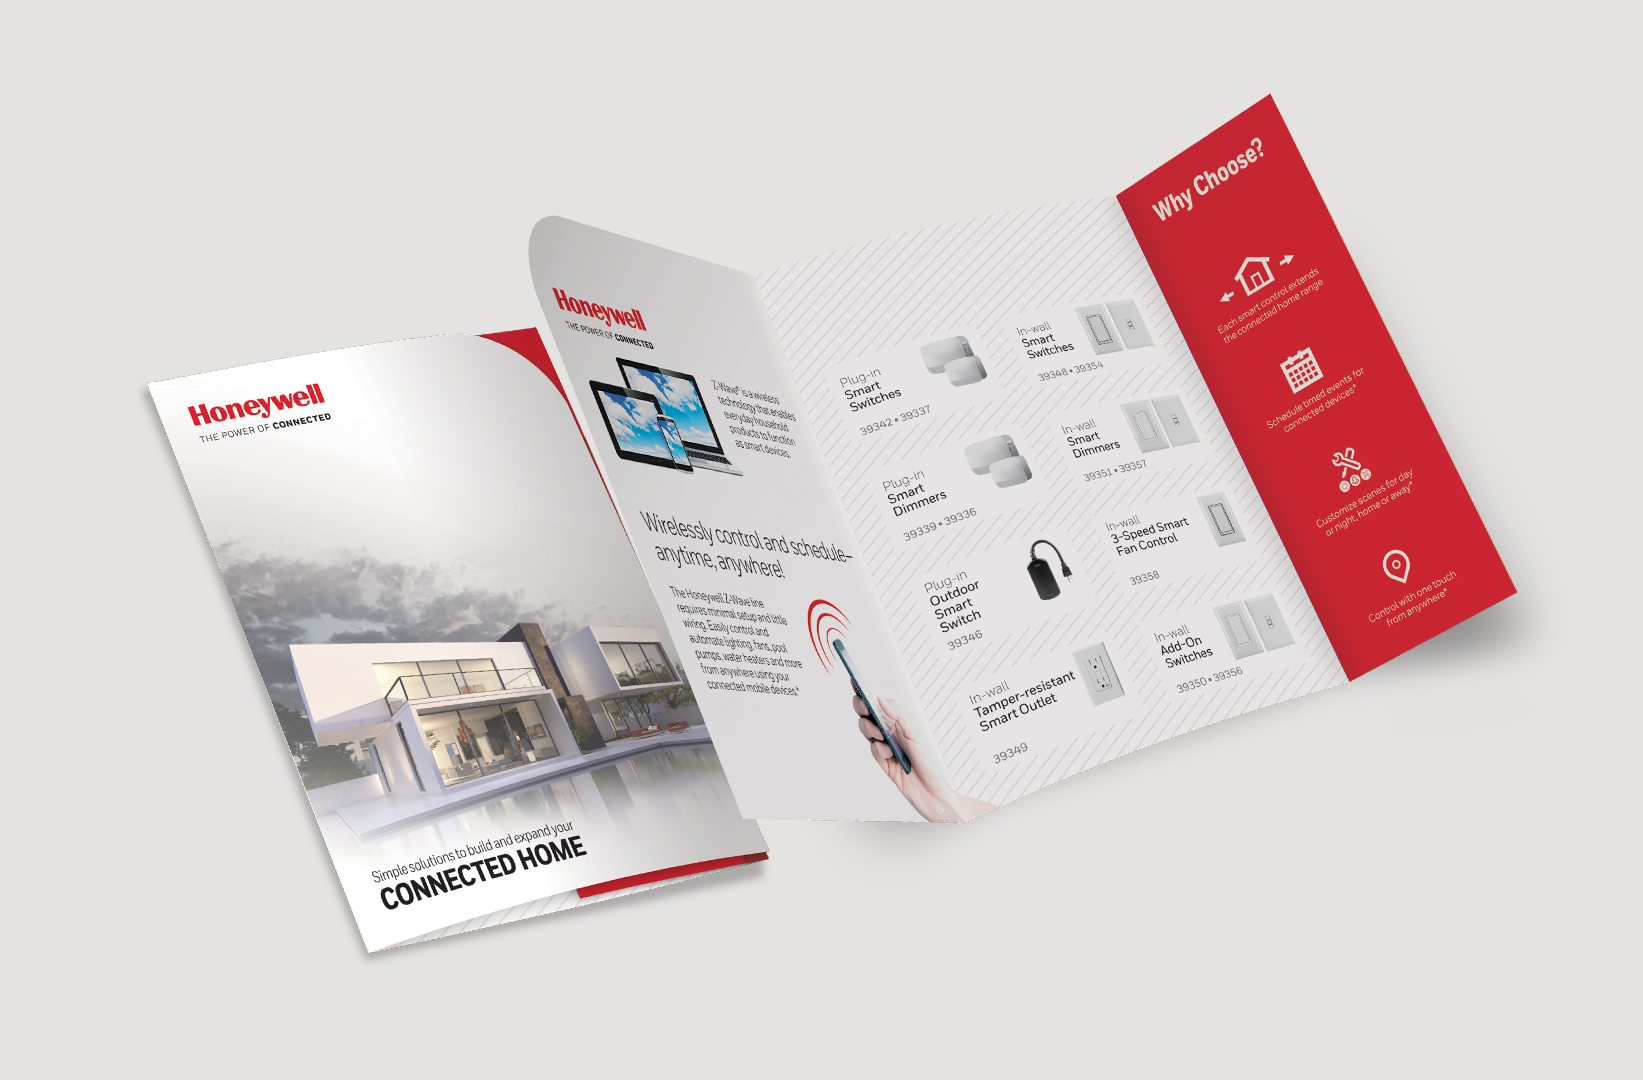 Honeywell
THE POWER OF CONNECTED
Simple solutions to build and expand your
CONNECTED HOME
Honeywell
THE POWER OF CONNECTED
Z-Wave® is a wireless
technology that enables
everyday household
products to function
as smart devices.
Wirelessly control and schedule–
anytime, anywhere!
The Honeywell Z-Wave line
requires minimal setup and little
wiring. Easily control and
automate lighting, fans, pool
pumps, water heaters and more
from anywhere using your
connected mobile devices.*
Plug-in
Smart
Switches
39342 • 39337
Plug-in
Smart
Dimmers
39339 • 39336
Plug-in
Outdoor
Smart
Switch
39346
In-wall
Tamper-resistant
Smart Outlet
39349
In-wall
Smart
Switches
39348 • 39354
In-wall
Smart
Dimmers
39351 • 39357
In-wall
3-Speed Smart
Fan Control
39358
In-wall
Add-On
Switches
39350 • 39356
Why Choose?
Each smart control extends
the connected home range
Schedule timed events for
connected devices*
Customize scenes for day
or night, home or away*
Control with one touch
from anywhere*